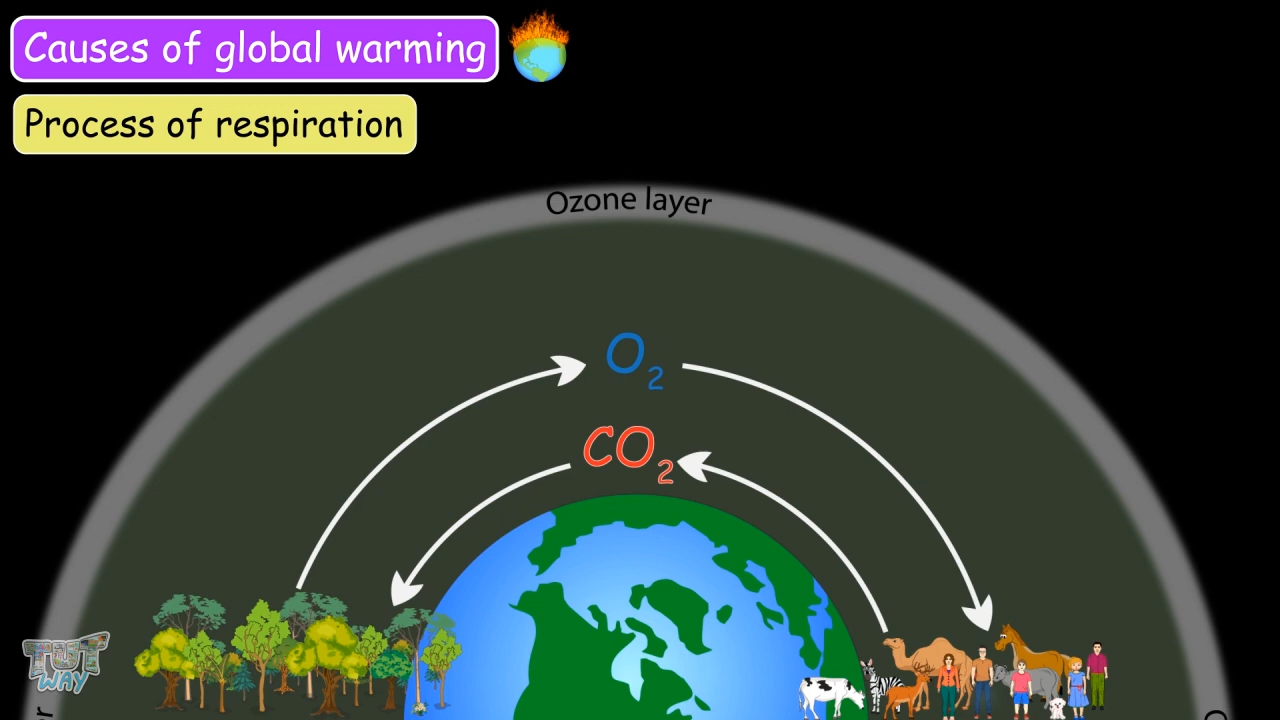 Causes of global warming
Process of respiration
Ozone layer
O₂
CO₂
TUT
WAY
r